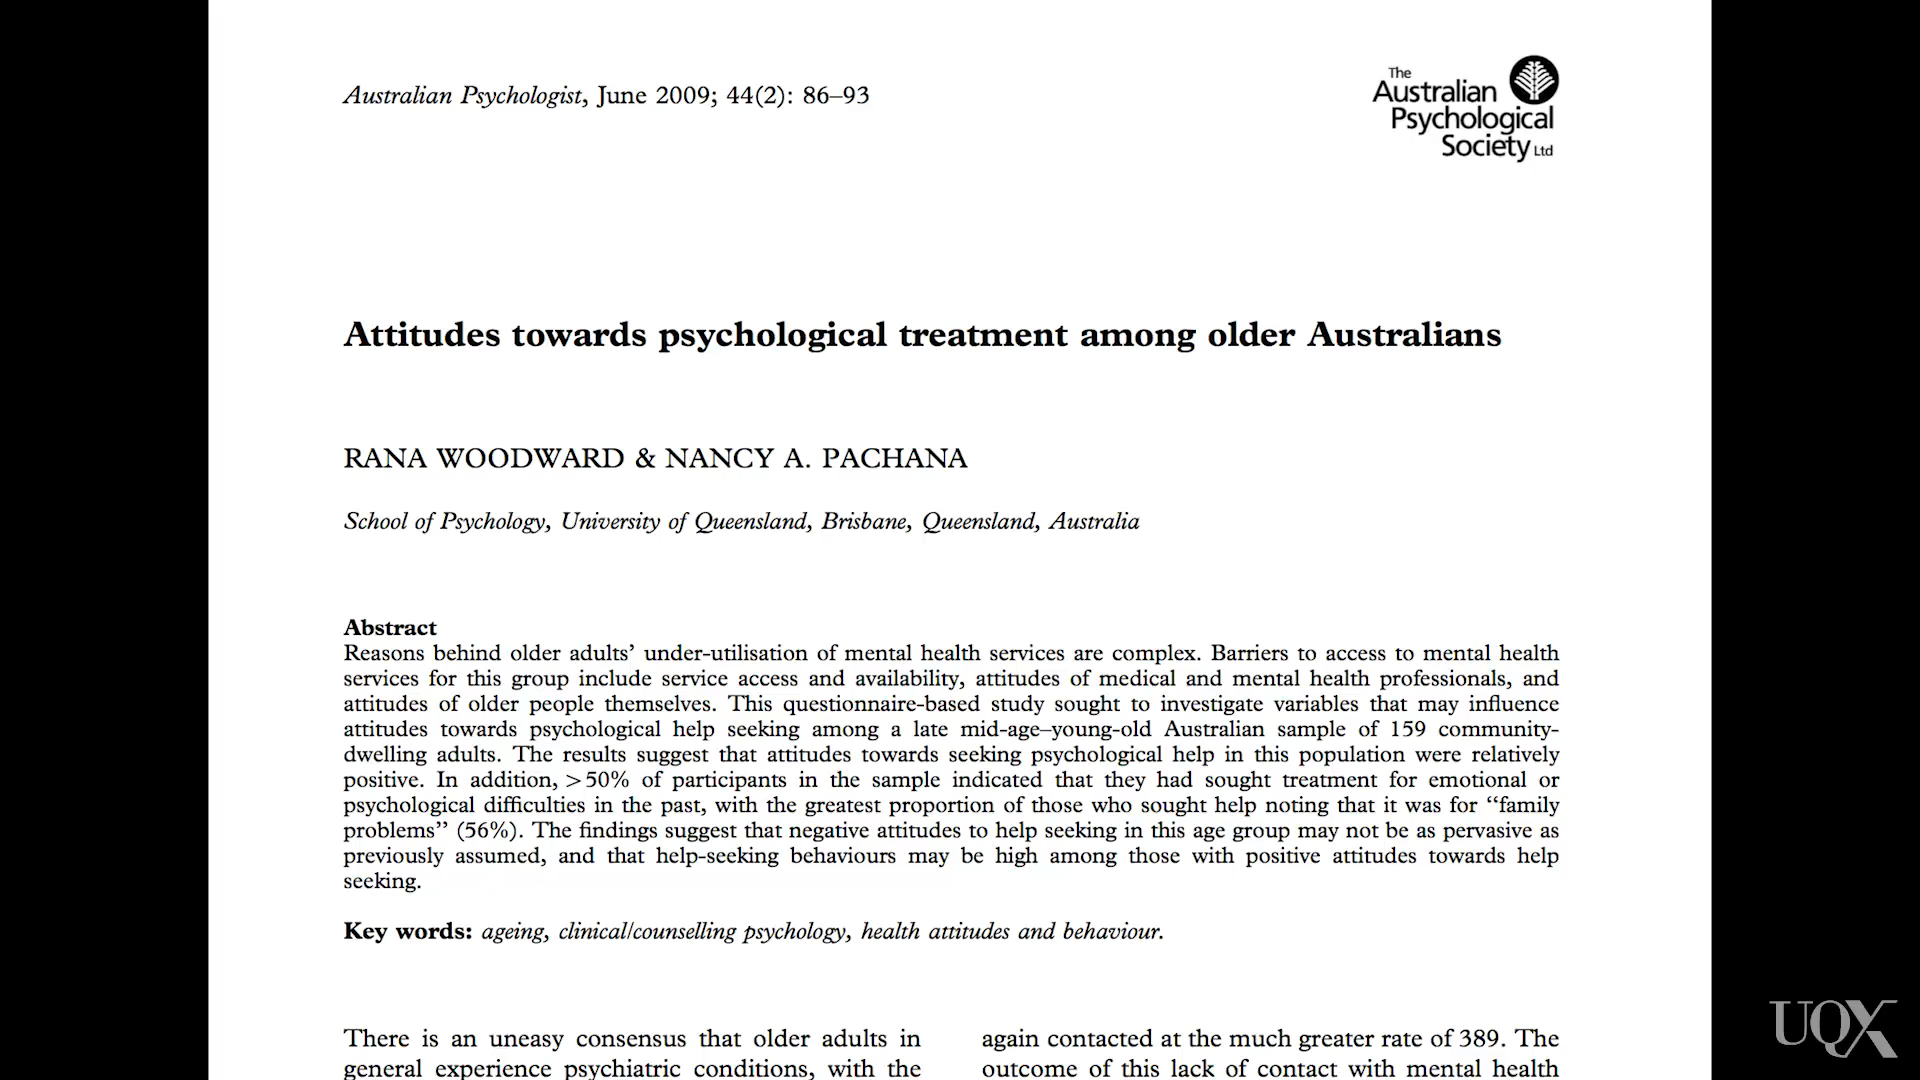 Australian Psychologist, June 2009; 44(2): 86–93
The
Australian
Psychological
Society Ltd
Attitudes towards psychological treatment among older Australians
RANA WOODWARD & NANCY A. PACHANA
School of Psychology, University of Queensland, Brisbane, Queensland, Australia
Abstract
Reasons behind older adults’ under-utilisation of mental health services are complex. Barriers to access to mental health
services for this group include service access and availability, attitudes of medical and mental health professionals, and
attitudes of older people themselves. This questionnaire-based study sought to investigate variables that may influence
attitudes towards psychological help seeking among a late mid-age–young-old Australian sample of 159 community-
dwelling adults. The results suggest that attitudes towards seeking psychological help in this population were relatively
positive. In addition, >50% of participants in the sample indicated that they had sought treatment for emotional or
psychological difficulties in the past, with the greatest proportion of those who sought help noting that it was for ‘‘family
problems’’ (56%). The findings suggest that negative attitudes to help seeking in this age group may not be as pervasive as
previously assumed, and that help-seeking behaviours may be high among those with positive attitudes towards help
seeking.
Key words: ageing, clinical/counselling psychology, health attitudes and behaviour.
There is an uneasy consensus that older adults in
general experience psychiatric conditions, with the
again contacted at the much greater rate of 389. The
outcome of this lack of contact with mental health
UQX